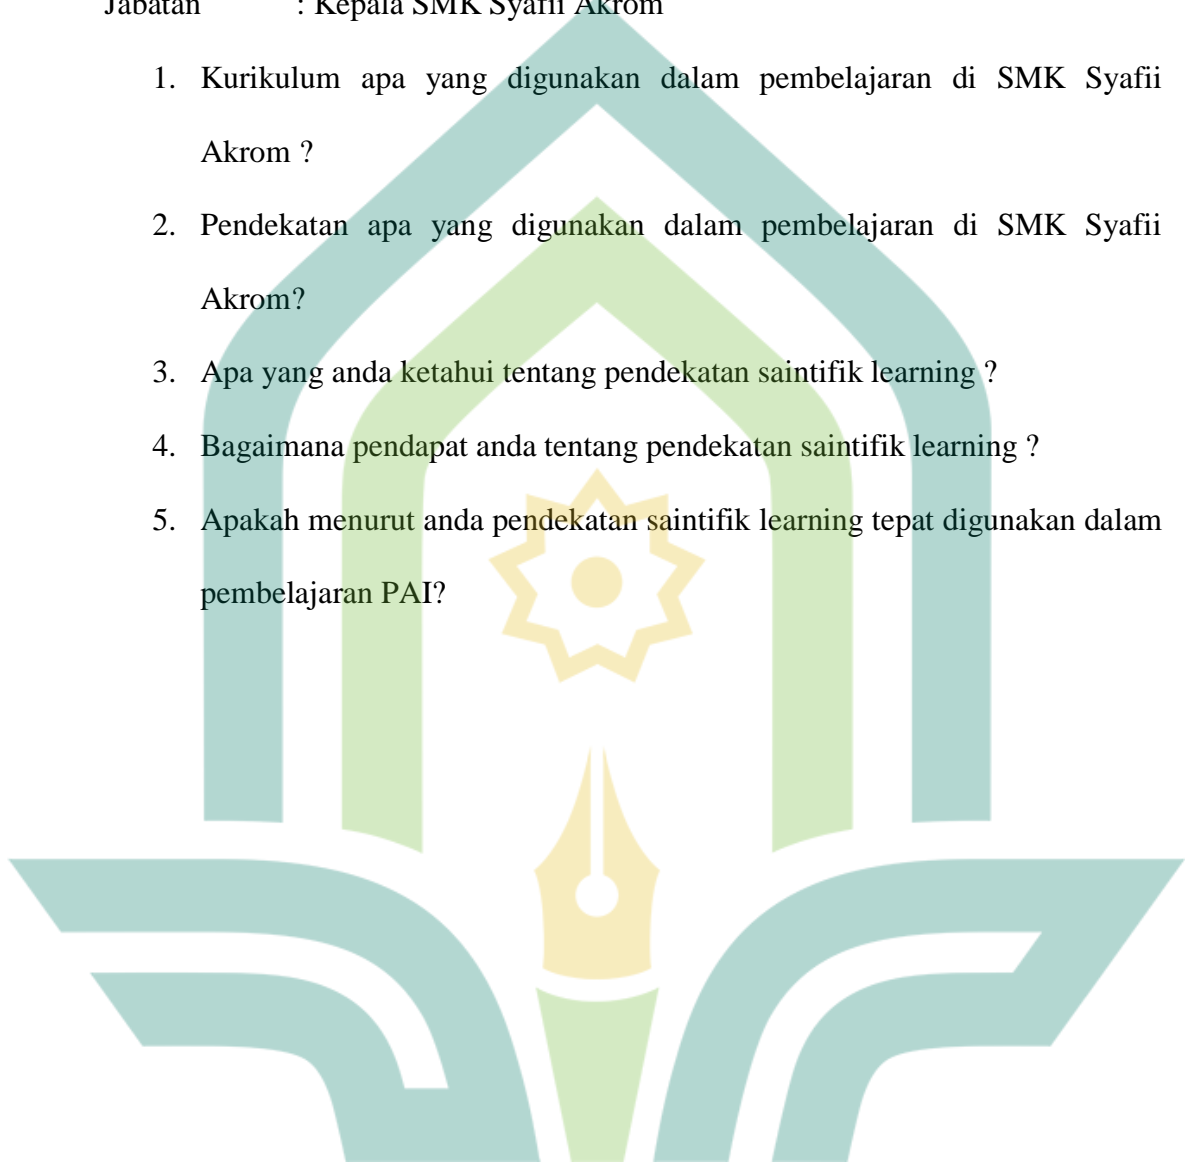 Jabatan : Kepala SMK Syafii Akrom
1. Kurikulum apa yang digunakan dalam pembelajaran di SMK Syafii
Akrom ?
2. Pendekatan apa yang digunakan dalam pembelajaran di SMK Syafii
Akrom?
3. Apa yang anda ketahui tentang pendekatan saintifik learning ?
4. Bagaimana pendapat anda tentang pendekatan saintifik learning ?
5. Apakah menurut anda pendekatan saintifik learning tepat digunakan dalam
pembelajaran PAI?